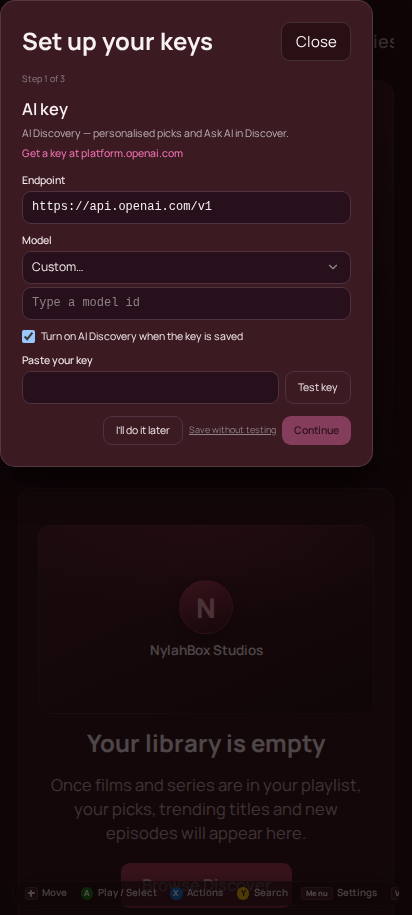 Set up your keys
Close
Step 1 of 3
AI key
AI Discovery — personalised picks and Ask AI in Discover.
Get a key at platform.openai.com
Endpoint
https://api.openai.com/v1
Model
Custom…
Type a model id
Turn on AI Discovery when the key is saved
Paste your key
Test key
I'll do it later
Save without testing
Continue
N
NylahBox Studios
Your library is empty
Once films and series are in your playlist,
your picks, trending titles and new
episodes will appear here.
Browse Discover
Move A Play / Select X Actions Y Search Menu Settings